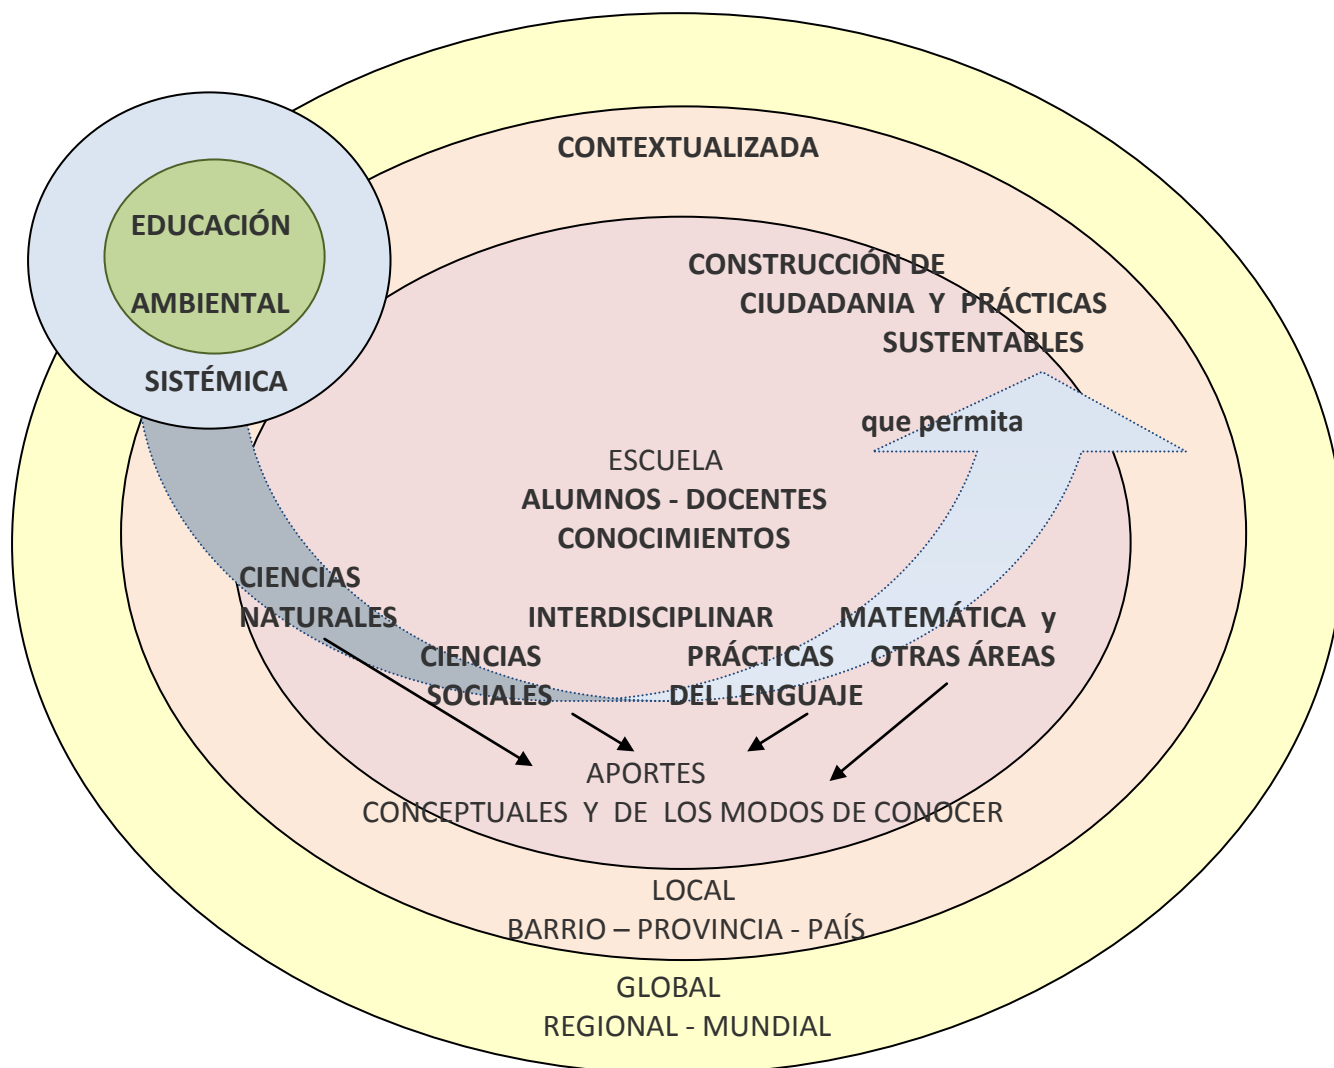 CONTEXTUALIZADA
EDUCACIÓN
AMBIENTAL
SISTÉMICA
CONSTRUCCIÓN DE
CIUDADANIA Y PRÁCTICAS
SUSTENTABLES
que permita
ESCUELA
ALUMNOS - DOCENTES
CONOCIMIENTOS
CIENCIAS
NATURALES
INTERDISCIPLINAR
MATEMÁTICA y
OTRAS ÁREAS
CIENCIAS
SOCIALES
PRÁCTICAS
DEL LENGUAJE
APORTES
CONCEPTUALES Y DE LOS MODOS DE CONOCER
LOCAL
BARRIO – PROVINCIA - PAÍS
GLOBAL
REGIONAL - MUNDIAL